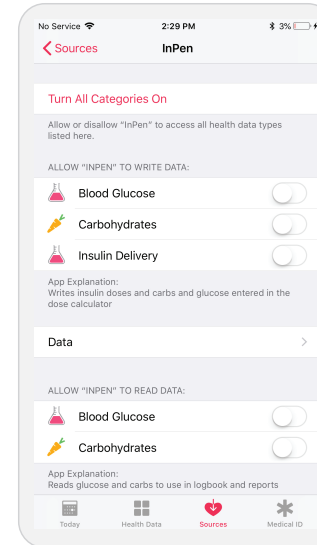 No Service 2:29 PM 3%
Sources InPen
Turn All Categories On
Allow or disallow “InPen” to access all health data types
listed here.
ALLOW “INPEN” TO WRITE DATA:
Blood Glucose
Carbohydrates
Insulin Delivery
App Explanation:
Writes insulin doses and carbs and glucose entered in the
dose calculator
Data
ALLOW “INPEN” TO READ DATA:
Blood Glucose
Carbohydrates
App Explanation:
Reads glucose and carbs to use in logbook and reports
Today Health Data Sources Medical ID